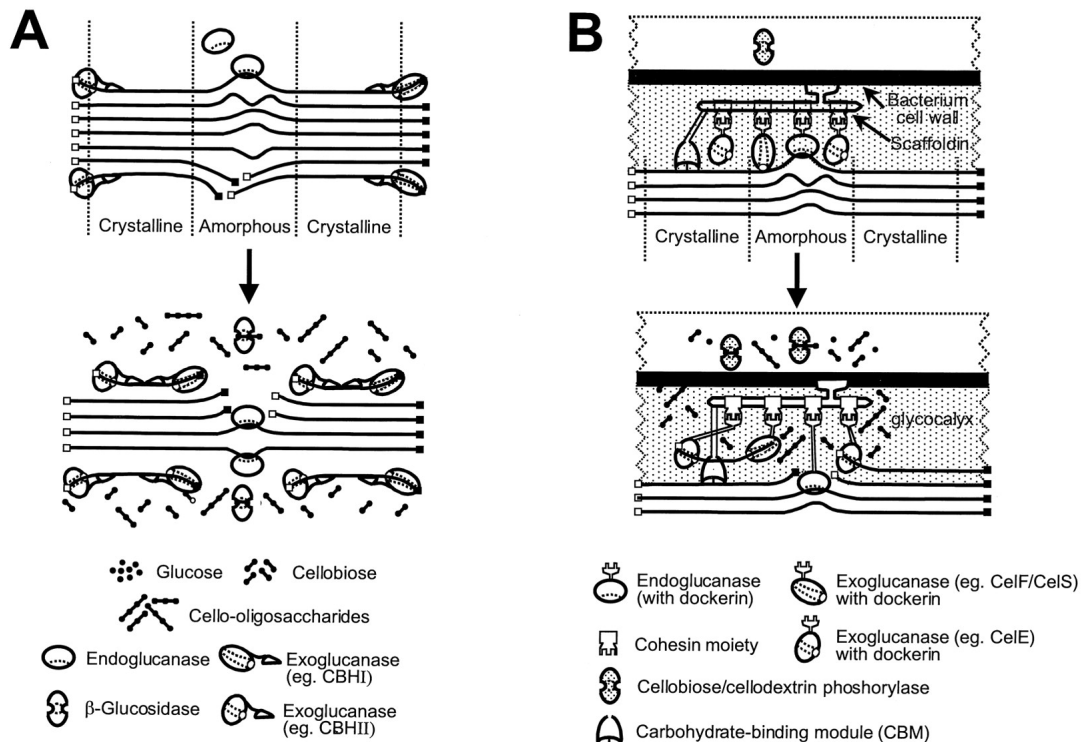 A
Crystalline
Amorphous
Crystalline
Glucose
Cellobiose
Cello-oligosaccharides
Endoglucanase
Exoglucanase
(eg. CBHI)
β-Glucosidase
Exoglucanase
(eg. CBHII)
B
Bacterium
cell wall
Scaffoldin
Crystalline
Amorphous
Crystalline
glycocalyx
Endoglucanase
(with dockerin)
Exoglucanase (eg. CelF/CelS)
with dockerin
Cohesin moiety
Exoglucanase (eg. CelE)
with dockerin
Cellobiose/cellodextrin phoshorylase
Carbohydrate-binding module (CBM)